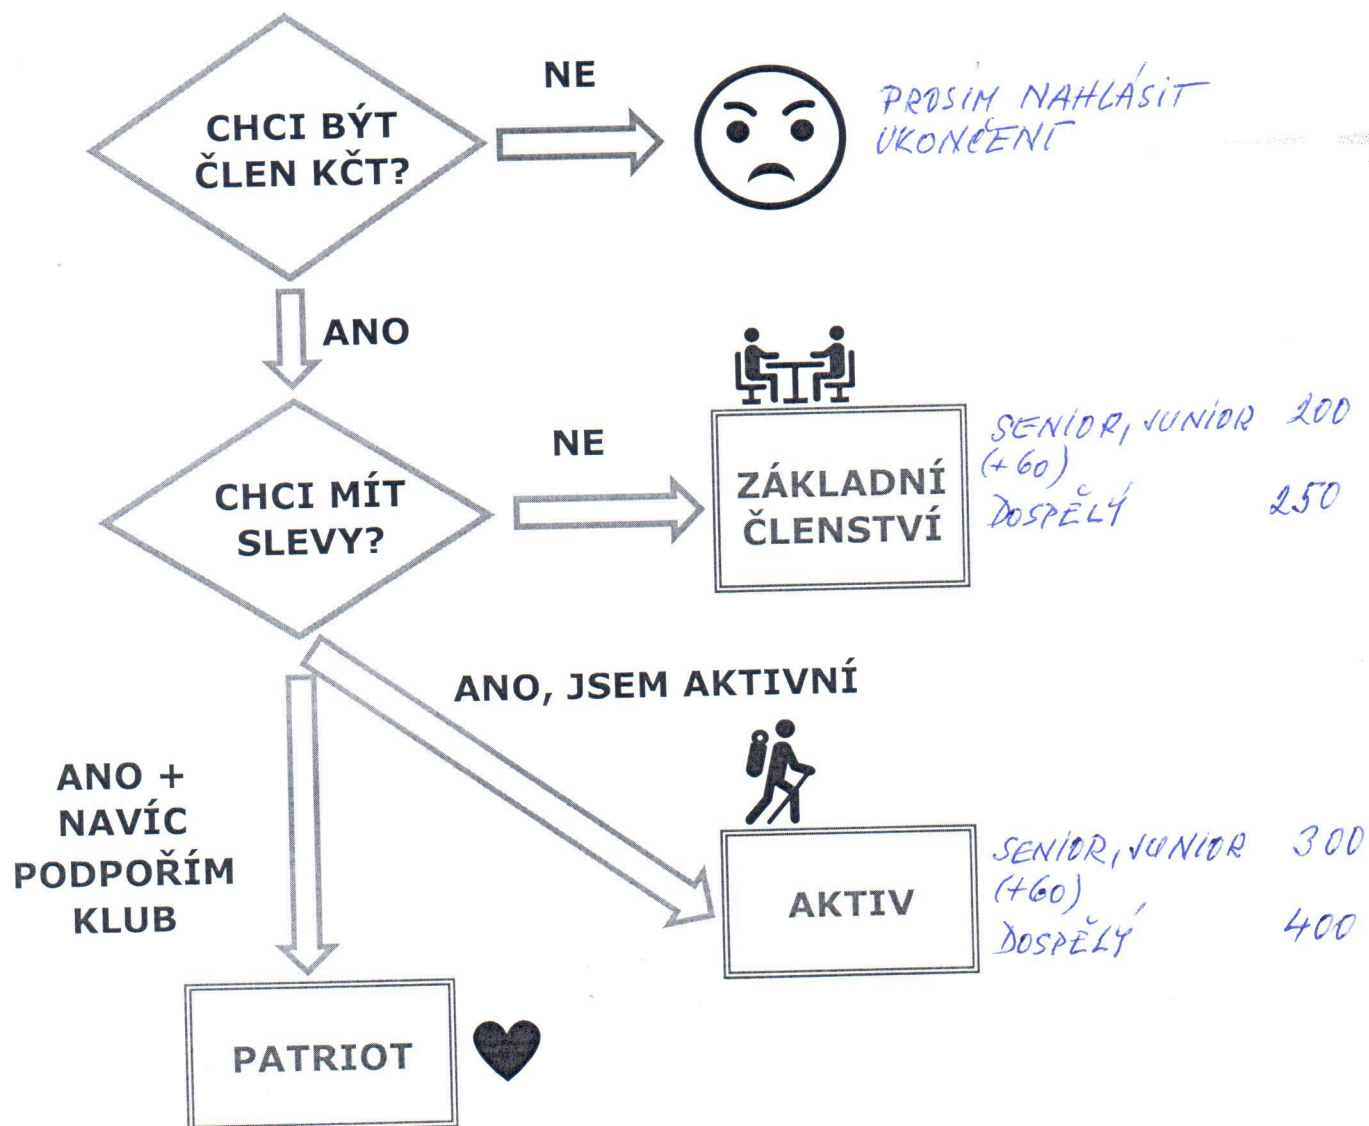 CHCI BÝT
ČLEN KČT?
NE
PROSÍM NAHLÁSIT
UKONČENÍ
ANO
CHCI MÍT
SLEVY?
NE
ZÁKLADNÍ
ČLENSTVÍ
SENIOR, JUNIOR 200
(+60)
DOSPĚLÝ 250
ANO, JSEM AKTIVNÍ
ANO +
NAVÍC
PODPOŘÍM
KLUB
AKTIV
SENIOR, JUNIOR 300
(+60)
DOSPĚLÝ 400
PATRIOT